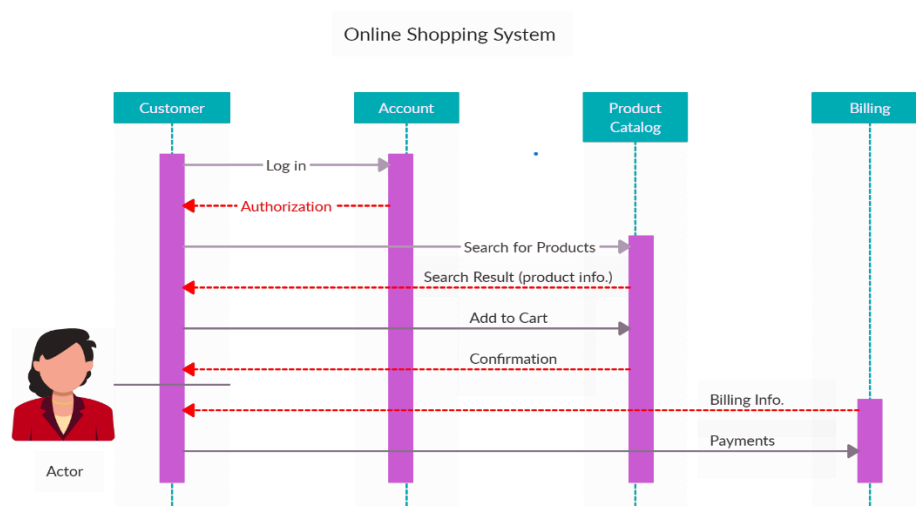 Online Shopping System
Customer
Account
Product
Catalog
Billing
Log in
Authorization
Search for Products
Search Result (product info.)
Add to Cart
Confirmation
Billing Info.
Payments
Actor